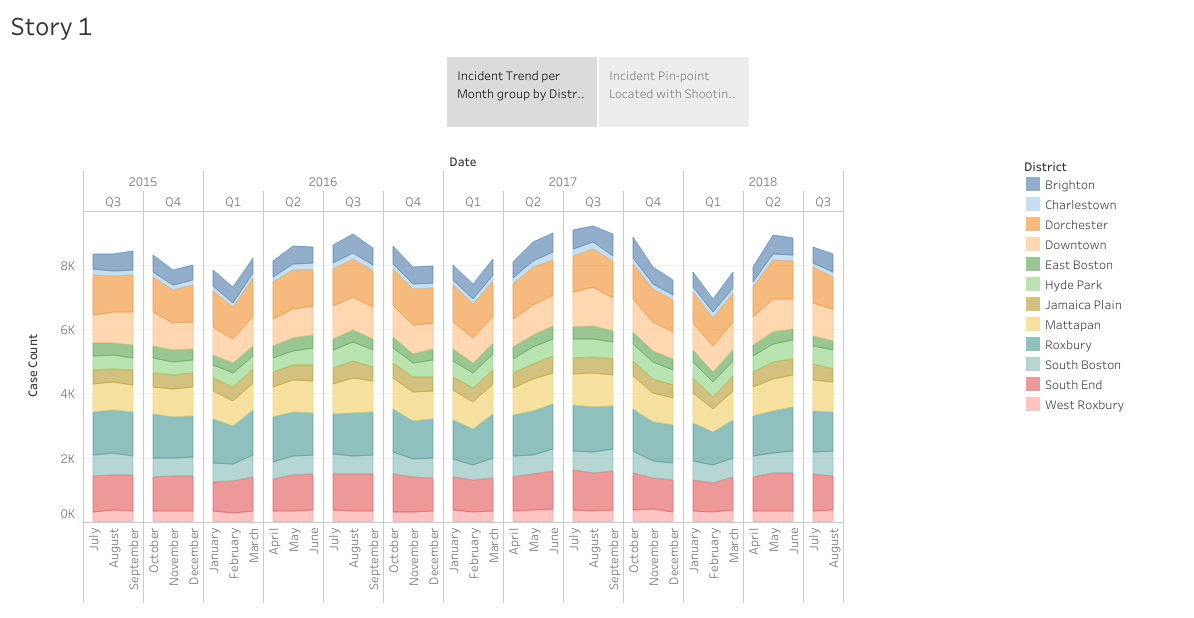 Story 1
Incident Trend per
Month group by Distr..
Incident Pin-point
Located with Shootin..
Date
2015 2016 2017 2018
Q3 Q4 Q1 Q2 Q3 Q4 Q1 Q2 Q3 Q4 Q1 Q2 Q3
Case Count
8K
6K
4K
2K
0K
July August September October November December January February March April May June July August September October November December January February March April May June July August September October November December January February March April May June July August
District
Brighton
Charlestown
Dorchester
Downtown
East Boston
Hyde Park
Jamaica Plain
Mattapan
Roxbury
South Boston
South End
West Roxbury